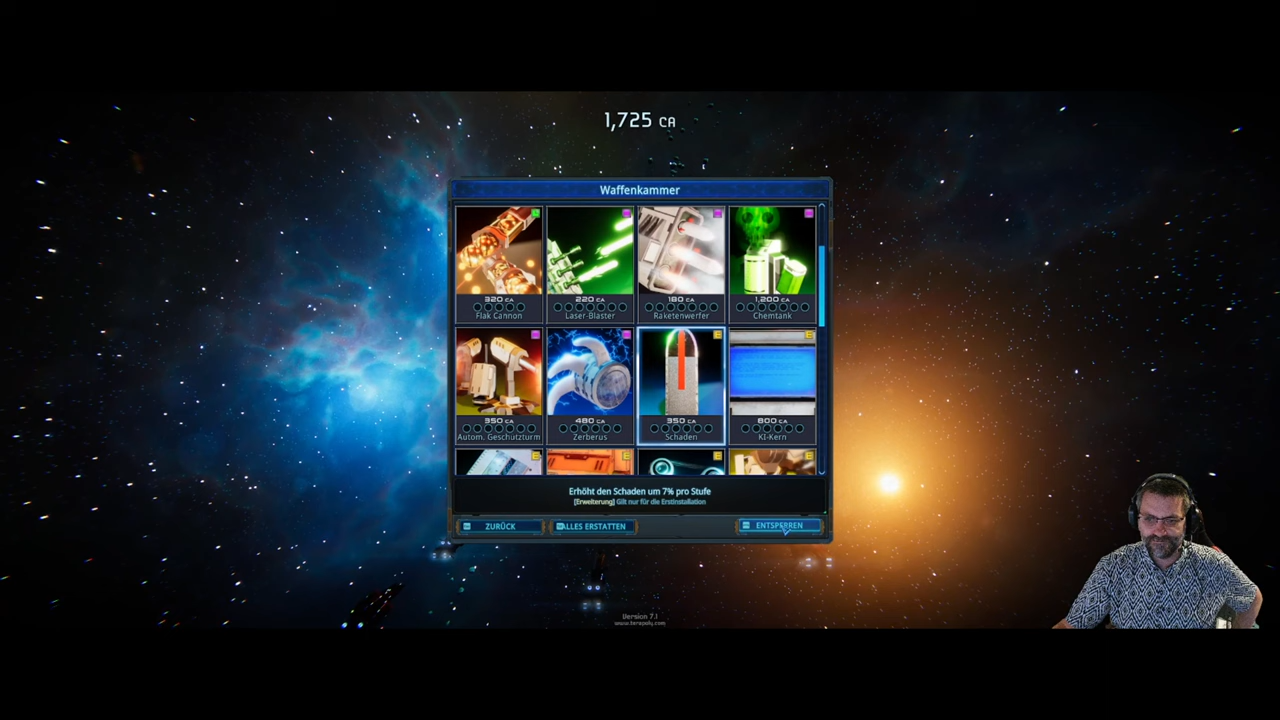 1,725 CA
Waffenkammer
320 CA
Flak Cannon
220 CA
Laser-Blaster
180 CA
Raketenwerfer
1,200 CA
Chemtank
350 CA
Autom. Geschützturm
480 CA
Zerberus
350 CA
Schaden
800 CA
KI-Kern
Erhöht den Schaden um 7% pro Stufe
[Erweiterung] Gilt nur für die Erstinstallation
ZURÜCK
ALLES ERSTATTEN
ENTSPERREN
Version 7.1